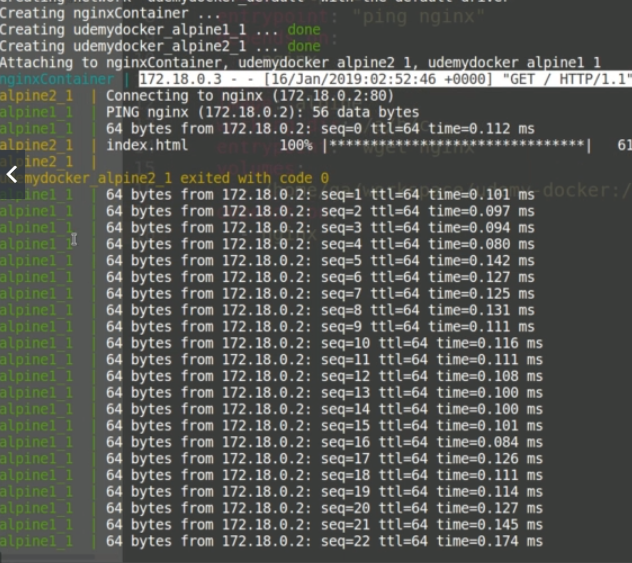 Creating network "udemydocker_default" with the default driver
Creating nginxContainer ...
Creating udemydocker_alpine1_1 ... done
Creating udemydocker_alpine2_1 ... done
Attaching to nginxContainer, udemydocker_alpine2_1, udemydocker_alpine1_1
nginxContainer | 172.18.0.3 - - [16/Jan/2019:02:52:46 +0000] "GET / HTTP/1.1"
alpine2_1 | Connecting to nginx (172.18.0.2:80)
alpine1_1 | PING nginx (172.18.0.2): 56 data bytes
alpine1_1 | 64 bytes from 172.18.0.2: seq=0 ttl=64 time=0.112 ms
alpine2_1 | index.html 100% |*******************************| 61
alpine2_1 |
mydocker_alpine2_1 exited with code 0
alpine1_1 | 64 bytes from 172.18.0.2: seq=1 ttl=64 time=0.101 ms
alpine1_1 | 64 bytes from 172.18.0.2: seq=2 ttl=64 time=0.097 ms
alpine1_1 | 64 bytes from 172.18.0.2: seq=3 ttl=64 time=0.094 ms
alpine1_1 | 64 bytes from 172.18.0.2: seq=4 ttl=64 time=0.080 ms
alpine1_1 | 64 bytes from 172.18.0.2: seq=5 ttl=64 time=0.142 ms
alpine1_1 | 64 bytes from 172.18.0.2: seq=6 ttl=64 time=0.127 ms
alpine1_1 | 64 bytes from 172.18.0.2: seq=7 ttl=64 time=0.125 ms
alpine1_1 | 64 bytes from 172.18.0.2: seq=8 ttl=64 time=0.131 ms
alpine1_1 | 64 bytes from 172.18.0.2: seq=9 ttl=64 time=0.111 ms
alpine1_1 | 64 bytes from 172.18.0.2: seq=10 ttl=64 time=0.116 ms
alpine1_1 | 64 bytes from 172.18.0.2: seq=11 ttl=64 time=0.111 ms
alpine1_1 | 64 bytes from 172.18.0.2: seq=12 ttl=64 time=0.108 ms
alpine1_1 | 64 bytes from 172.18.0.2: seq=13 ttl=64 time=0.100 ms
alpine1_1 | 64 bytes from 172.18.0.2: seq=14 ttl=64 time=0.100 ms
alpine1_1 | 64 bytes from 172.18.0.2: seq=15 ttl=64 time=0.101 ms
alpine1_1 | 64 bytes from 172.18.0.2: seq=16 ttl=64 time=0.084 ms
alpine1_1 | 64 bytes from 172.18.0.2: seq=17 ttl=64 time=0.126 ms
alpine1_1 | 64 bytes from 172.18.0.2: seq=18 ttl=64 time=0.111 ms
alpine1_1 | 64 bytes from 172.18.0.2: seq=19 ttl=64 time=0.114 ms
alpine1_1 | 64 bytes from 172.18.0.2: seq=20 ttl=64 time=0.127 ms
alpine1_1 | 64 bytes from 172.18.0.2: seq=21 ttl=64 time=0.145 ms
alpine1_1 | 64 bytes from 172.18.0.2: seq=22 ttl=64 time=0.174 ms